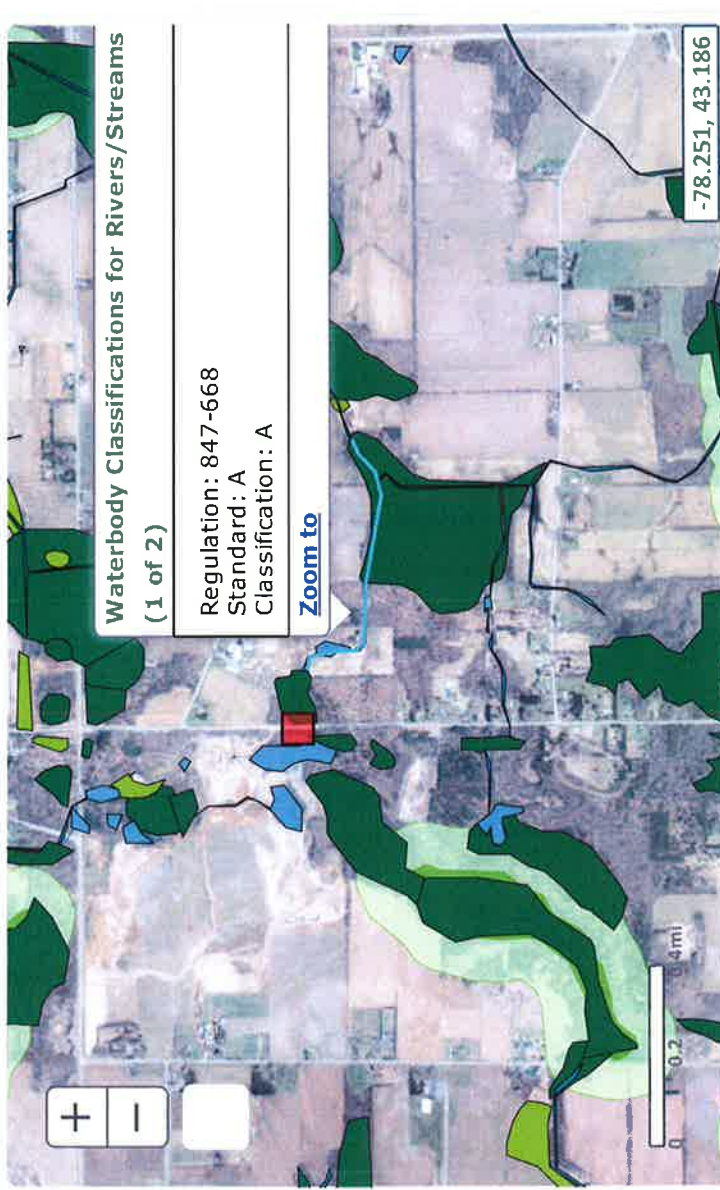 +
−
Waterbody Classifications for Rivers/Streams
(1 of 2)
Regulation: 847-668
Standard: A
Classification: A
Zoom to
0 0.2 0.4mi
-78.251, 43.186